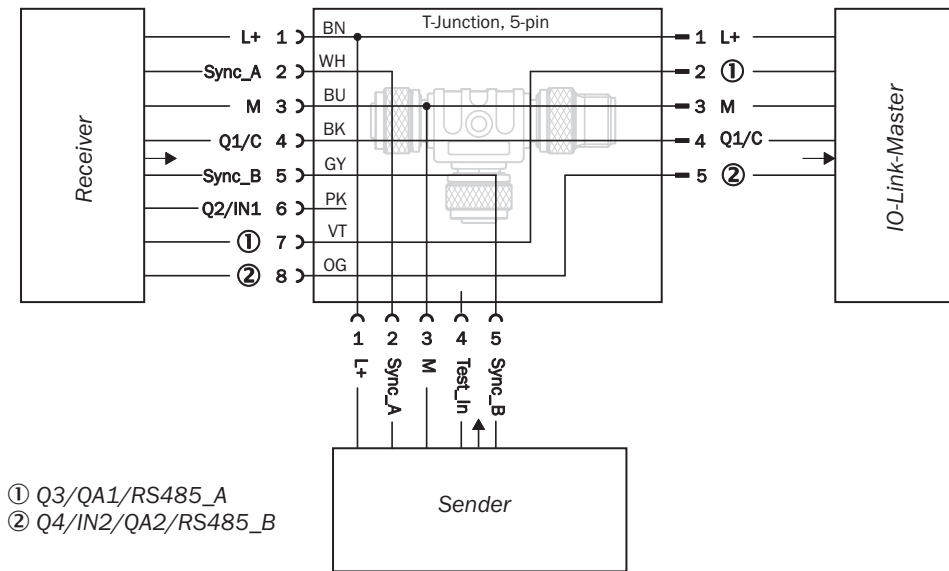 T-Junction, 5-pin
L+ 1 BN 1 L+
Sync_A 2 WH 2 ①
M 3 BU 3 M
Q1/C 4 BK 4 Q1/C
Sync_B 5 GY 5 ②
Q2/IN1 6 PK
① 7 VT
② 8 OG
Receiver
IO-Link-Master
1 2 3 4 5
L+ Sync_A M Test_In Sync_B
Sender
① Q3/QA1/RS485_A
② Q4/IN2/QA2/RS485_B